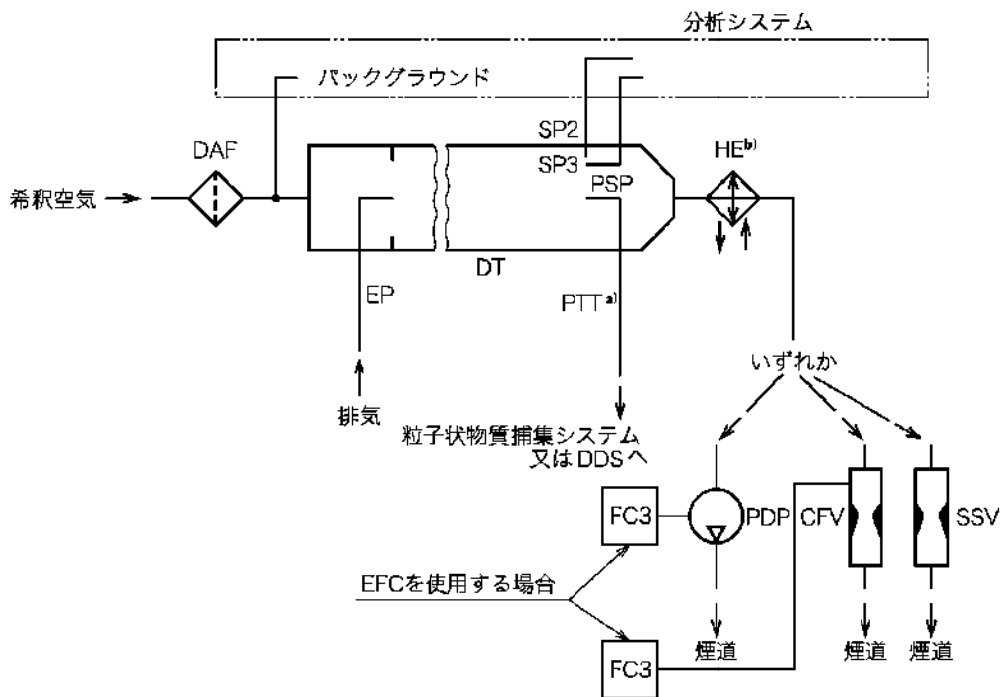 分析システム
バックグラウンド
SP2
DAF
SP3
HEb)
PSP
希釈空気
DT
EP
PTT a)
いずれか
排気
粒子状物質捕集システム
又はDDSへ
FC3
PDP
CFV
SSV
EFCを使用する場合
FC3
煙道
煙道
煙道